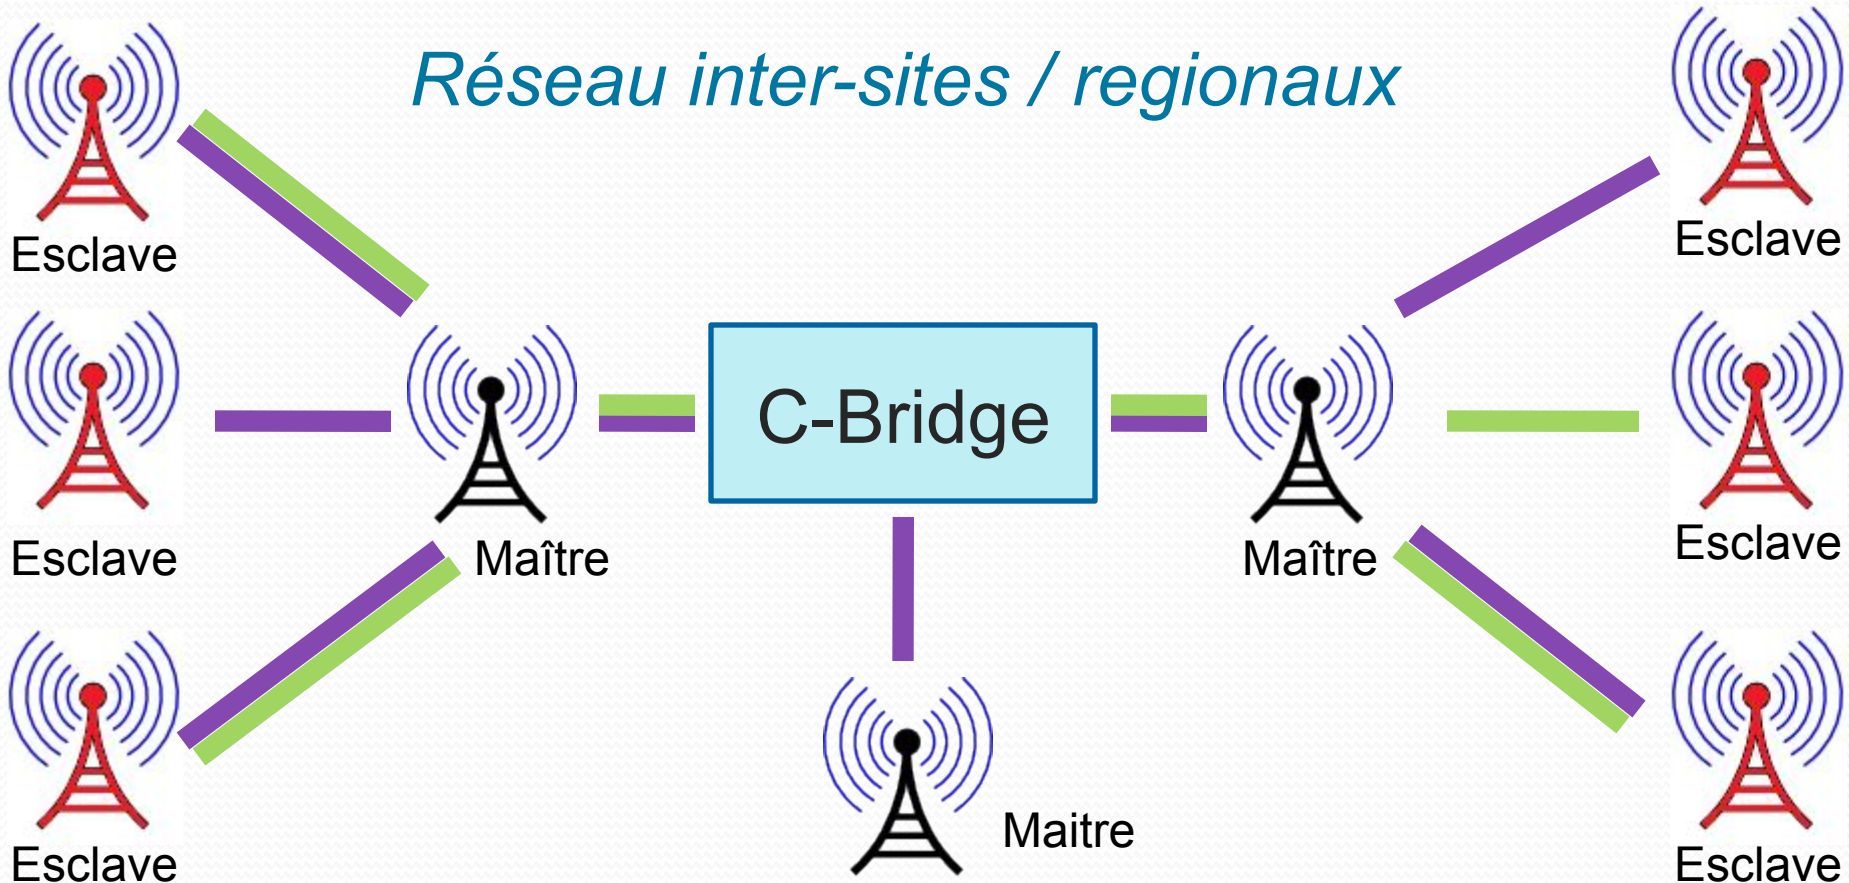 Réseau inter-sites / regionaux
Esclave
Esclave
C-Bridge
Esclave
Maître
Maître
Esclave
Maitre
Esclave
Esclave